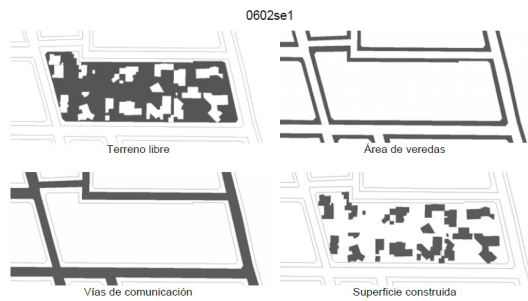 0602se1
Terreno libre
Área de veredas
Vías de comunicación
Superficie construida